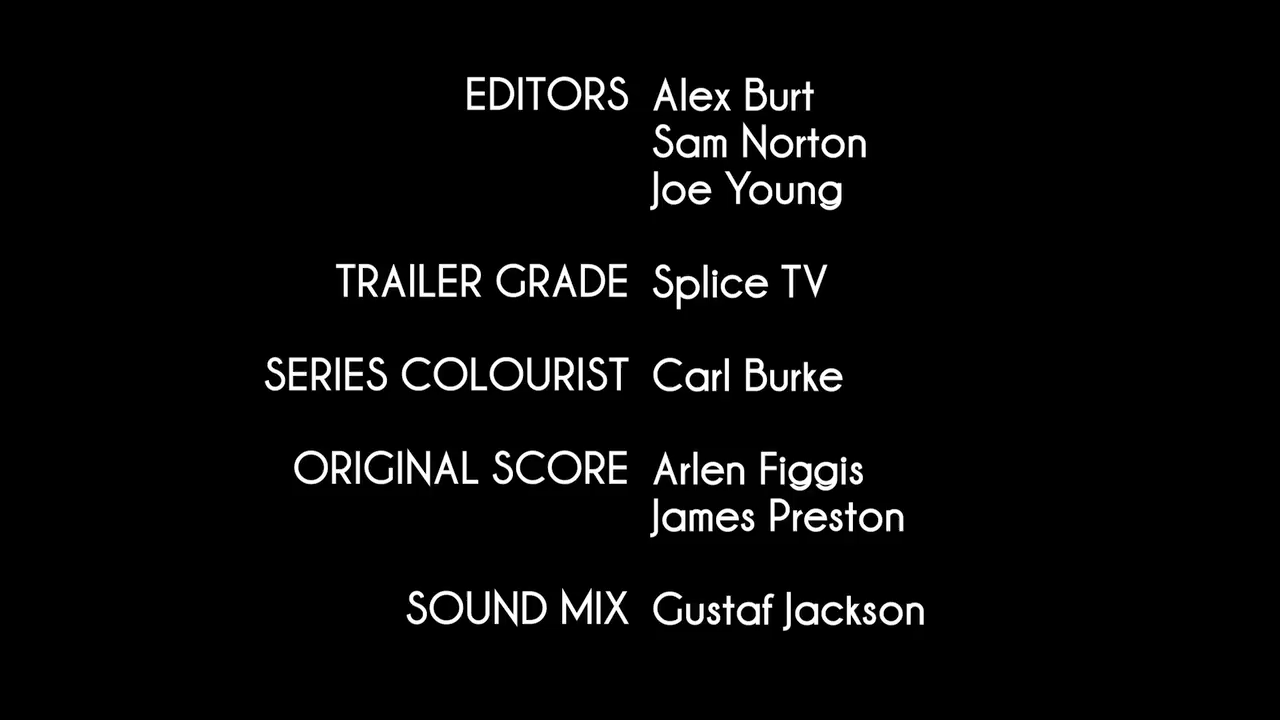 EDITORS Alex Burt
Sam Norton
Joe Young
TRAILER GRADE Splice TV
SERIES COLOURIST Carl Burke
ORIGINAL SCORE Arlen Figgis
James Preston
SOUND MIX Gustaf Jackson